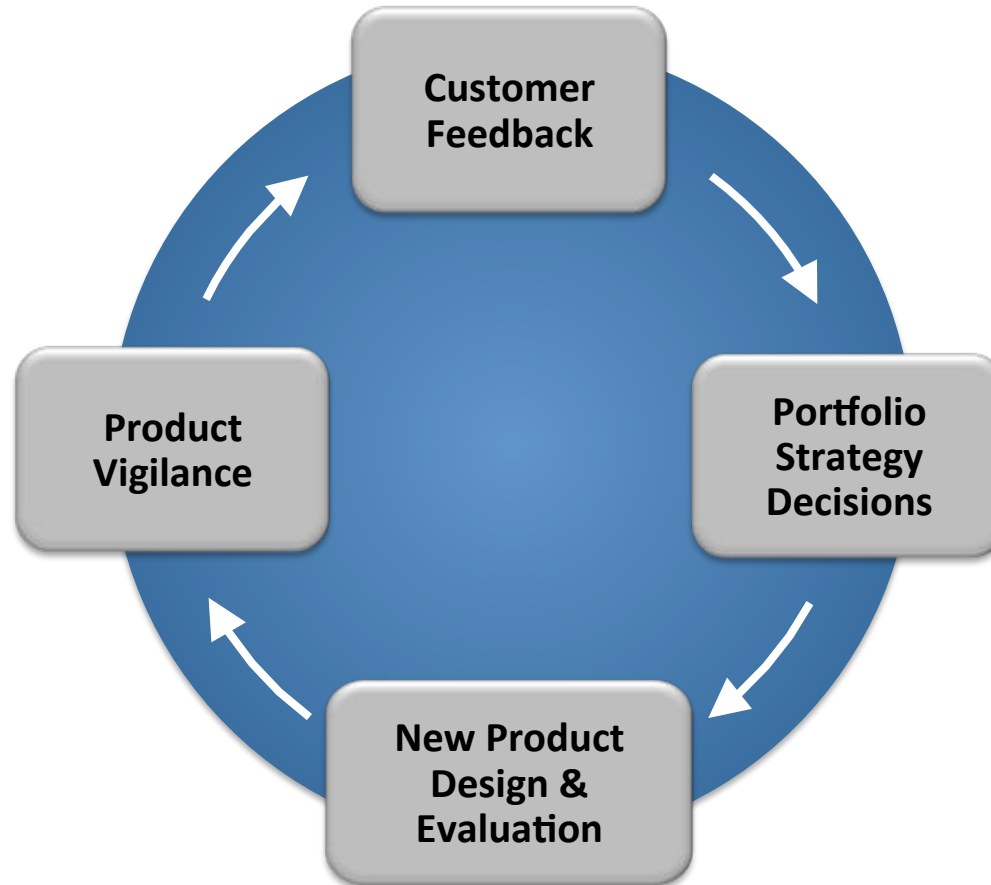 Customer
Feedback
Portfolio
Strategy
Decisions
New Product
Design &
Evaluation
Product
Vigilance